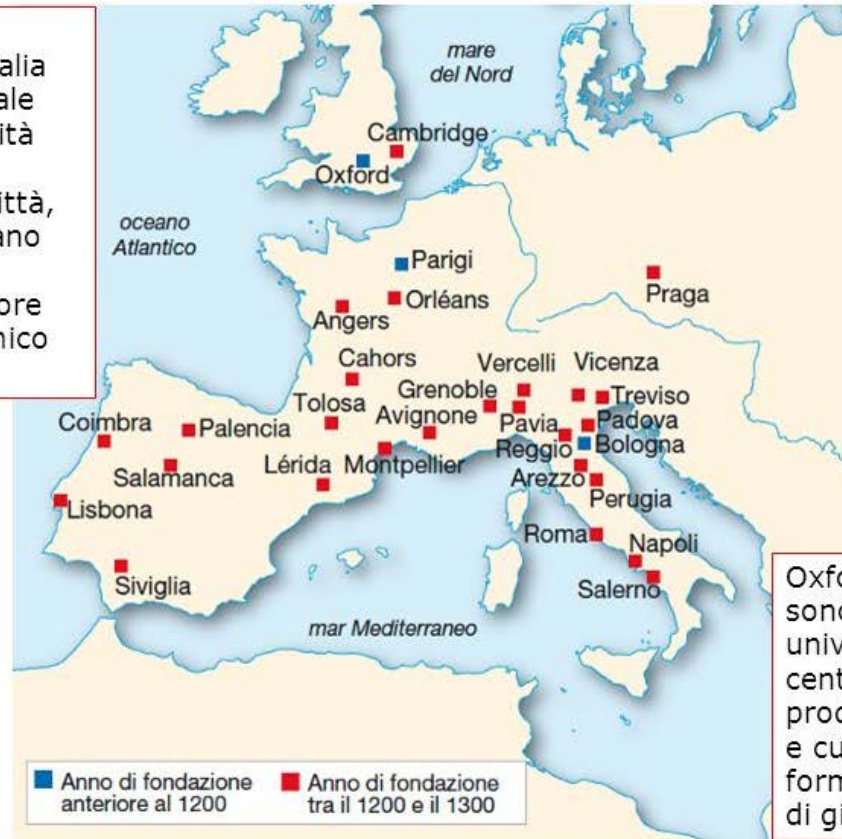 alia
ale
ità
ittà,
ano
ore
nico
mare
del Nord
Cambridge
Oxford
oceano
Atlantico
Parigi
Orléans
Angers
Praga
Cahors
Vercelli
Vicenza
Grenoble
Treviso
Tolosa
Avignone
Pavia
Padova
Coimbra
Palencia
Reggio
Bologna
Salamanca
Lérida
Montpellier
Arezzo
Perugia
Lisbona
Roma
Napoli
Siviglia
Salerno
mar Mediterraneo
Oxfo
sono
univ
cent
prod
e cu
form
di gi
Anno di fondazione
anteriore al 1200
Anno di fondazione
tra il 1200 e il 1300